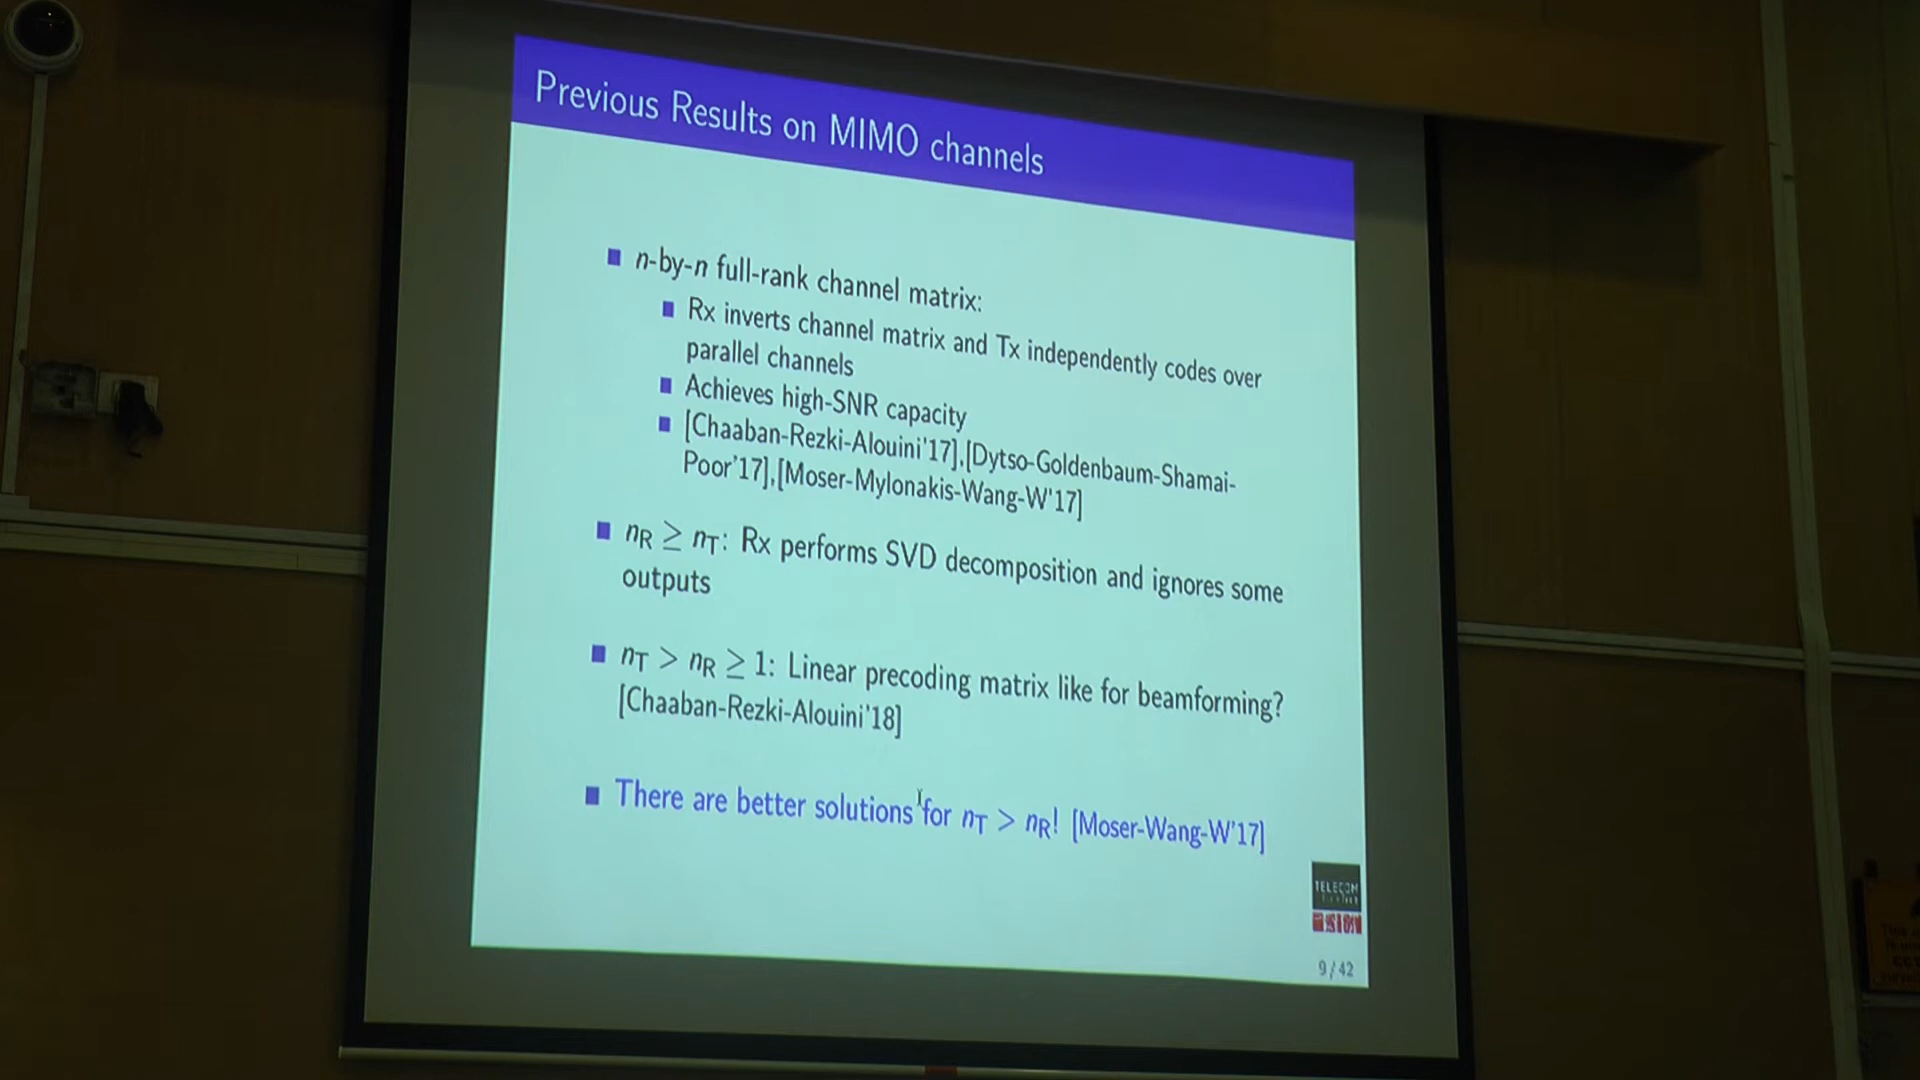 Previous Results on MIMO channels
n-by-n full-rank channel matrix:
Rx inverts channel matrix and Tx independently codes over
parallel channels
Achieves high-SNR capacity
[Chaaban-Rezki-Alouini'17],[Dytso-Goldenbaum-Shamai-
Poor'17],[Moser-Mylonakis-Wang-W'17]
nR ≥ nT: Rx performs SVD decomposition and ignores some
outputs
nT > nR ≥ 1: Linear precoding matrix like for beamforming?
[Chaaban-Rezki-Alouini'18]
There are better solutions for nT > nR! [Moser-Wang-W'17]
TELECOM
9/42